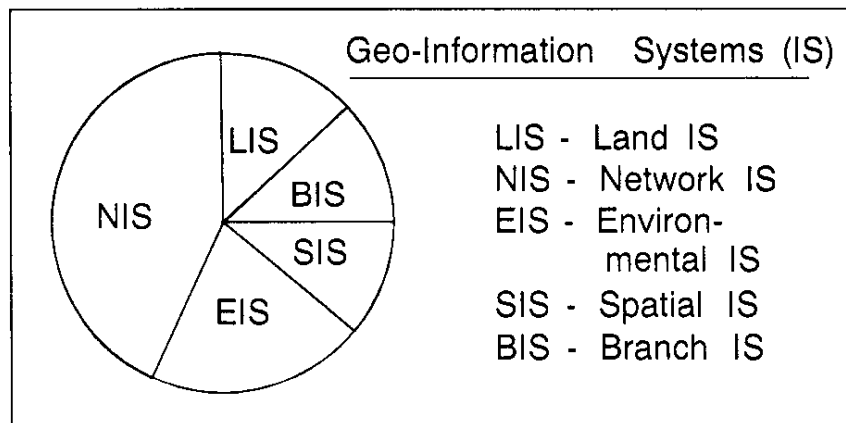 Geo-Information Systems (IS)
LIS
BIS
NIS
SIS
EIS
LIS - Land IS
NIS - Network IS
EIS - Environ-
mental IS
SIS - Spatial IS
BIS - Branch IS